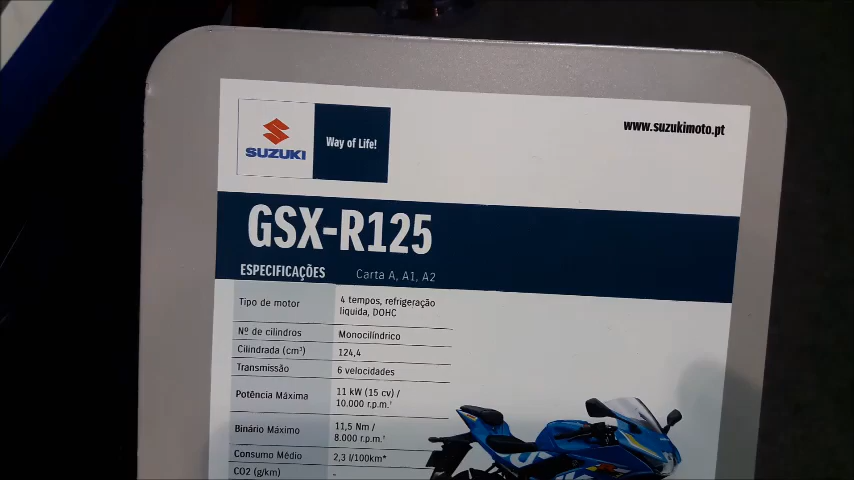 SUZUKI
Way of Life!
www.suzukimoto.pt
GSX-R125
ESPECIFICAÇÕES Carta A, A1, A2
Tipo de motor 4 tempos, refrigeração
líquida, DOHC
Nº de cilindros Monocilíndrico
Cilindrada (cm³) 124,4
Transmissão 6 velocidades
Potência Máxima 11 kW (15 cv) /
10.000 r.p.m.¹
Binário Máximo 11,5 Nm /
8.000 r.p.m.¹
Consumo Médio 2,3 l/100km*
CO2 (g/km) -